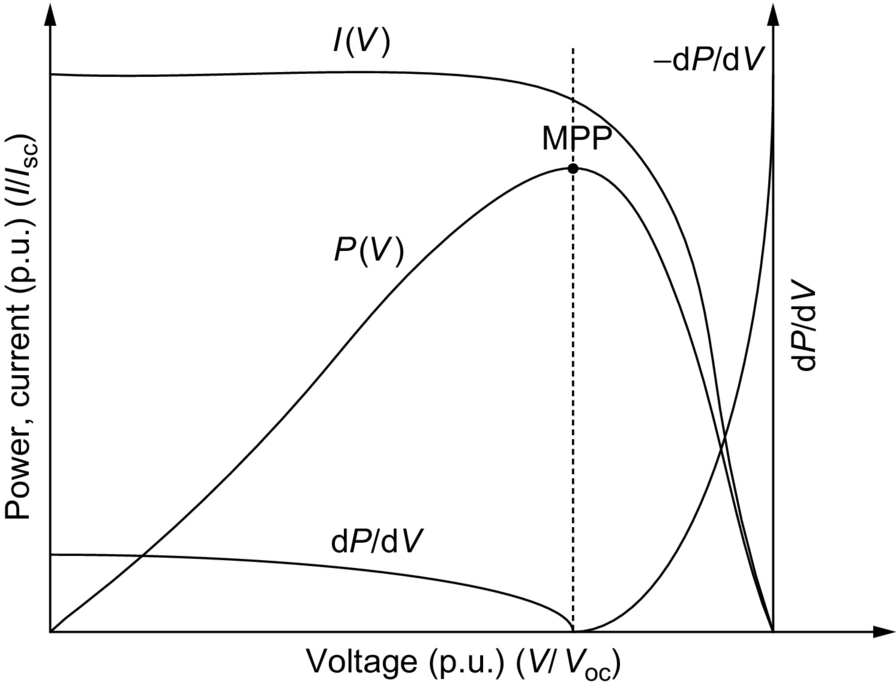 I(V)
–dP/dV
MPP
P(V)
dP/dV
Power, current (p.u.) (I/Isc)
dP/dV
Voltage (p.u.) (V/Voc)